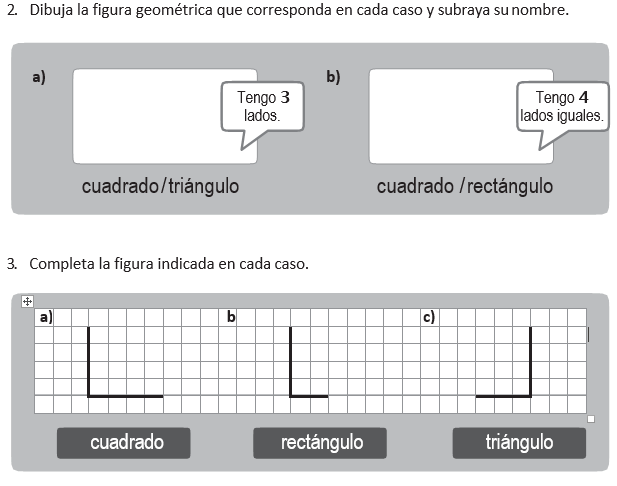 2. Dibuja la figura geométrica que corresponda en cada caso y subraya su nombre.
a)
Tengo 3
lados.
cuadrado/triángulo
b)
Tengo 4
lados iguales.
cuadrado /rectángulo
3. Completa la figura indicada en cada caso.
a) b c)
cuadrado rectángulo triángulo